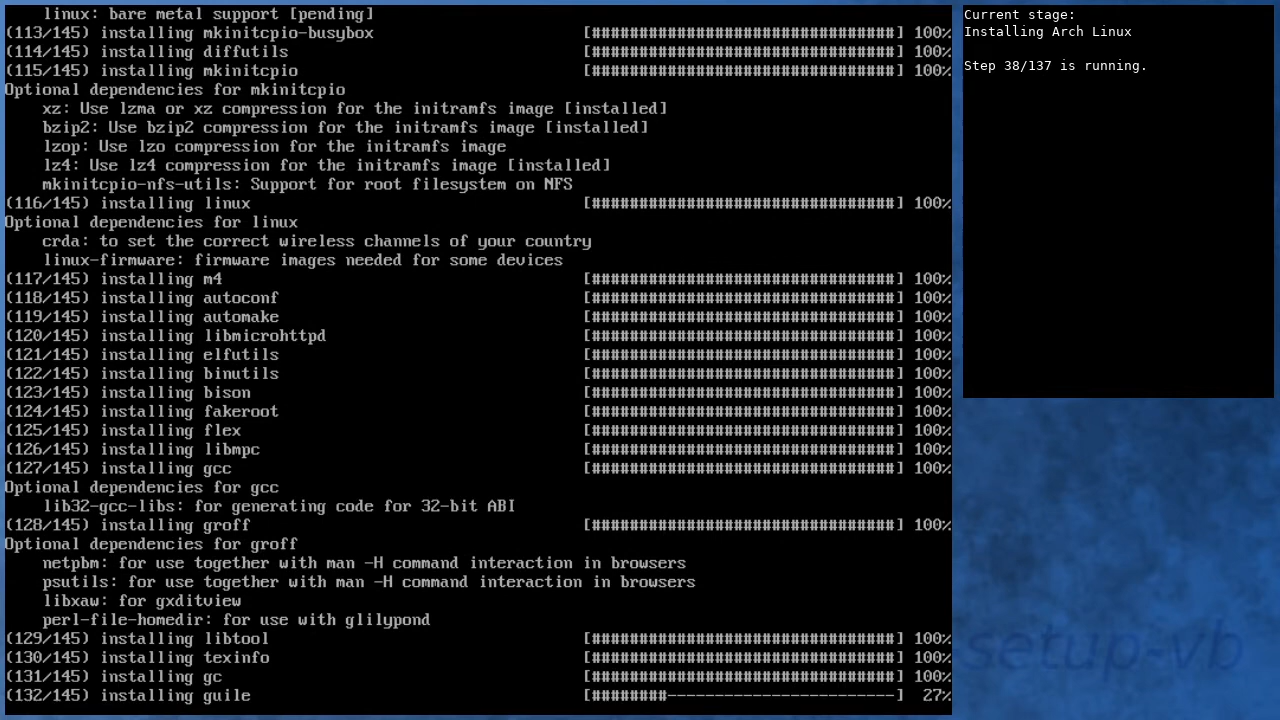 linux: bare metal support [pending]
(113/145) installing mkinitcpio-busybox [################################] 100%
(114/145) installing diffutils [################################] 100%
(115/145) installing mkinitcpio [################################] 100%
Optional dependencies for mkinitcpio
xz: Use lzma or xz compression for the initramfs image [installed]
bzip2: Use bzip2 compression for the initramfs image [installed]
lzop: Use lzo compression for the initramfs image
lz4: Use lz4 compression for the initramfs image [installed]
mkinitcpio-nfs-utils: Support for root filesystem on NFS
(116/145) installing linux [################################] 100%
Optional dependencies for linux
crda: to set the correct wireless channels of your country
linux-firmware: firmware images needed for some devices
(117/145) installing m4 [################################] 100%
(118/145) installing autoconf [################################] 100%
(119/145) installing automake [################################] 100%
(120/145) installing libmicrohttpd [################################] 100%
(121/145) installing elfutils [################################] 100%
(122/145) installing binutils [################################] 100%
(123/145) installing bison [################################] 100%
(124/145) installing fakeroot [################################] 100%
(125/145) installing flex [################################] 100%
(126/145) installing libmpc [################################] 100%
(127/145) installing gcc [################################] 100%
Optional dependencies for gcc
lib32-gcc-libs: for generating code for 32-bit ABI
(128/145) installing groff [################################] 100%
Optional dependencies for groff
netpbm: for use together with man -H command interaction in browsers
psutils: for use together with man -H command interaction in browsers
libxaw: for gxditview
perl-file-homedir: for use with glilypond
(129/145) installing libtool [################################] 100%
(130/145) installing texinfo [################################] 100%
(131/145) installing gc [################################] 100%
(132/145) installing guile [########------------------------] 27%
Current stage:
Installing Arch Linux
Step 38/137 is running.
setup-vb